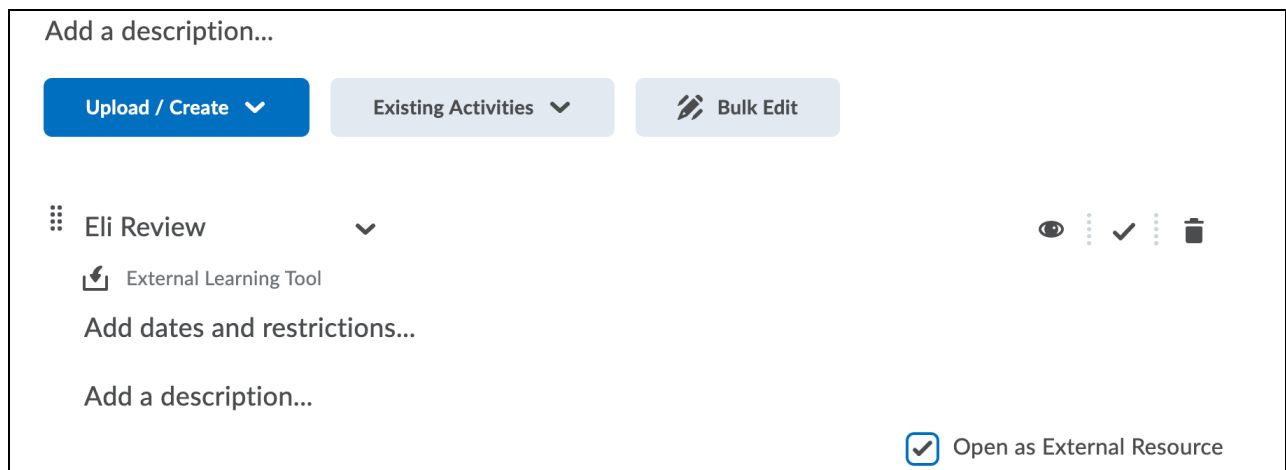 Add a description...
Upload / Create Existing Activities Bulk Edit
Eli Review
External Learning Tool
Add dates and restrictions...
Add a description...
Open as External Resource